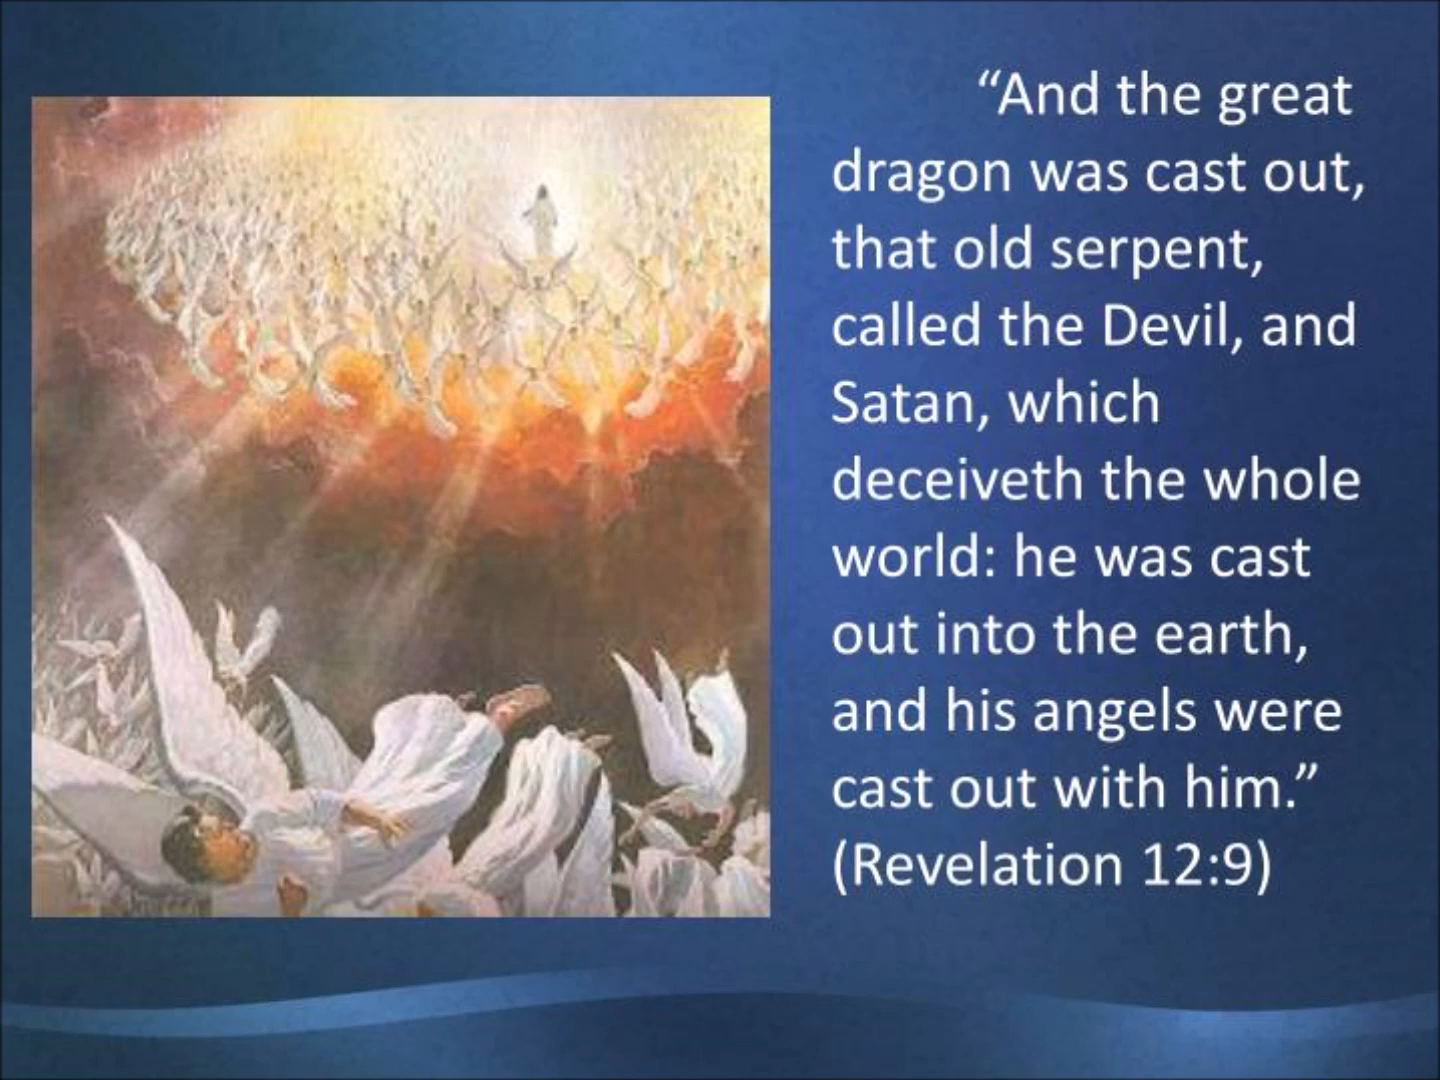 “And the great
dragon was cast out,
that old serpent,
called the Devil, and
Satan, which
deceiveth the whole
world: he was cast
out into the earth,
and his angels were
cast out with him.”
(Revelation 12:9)